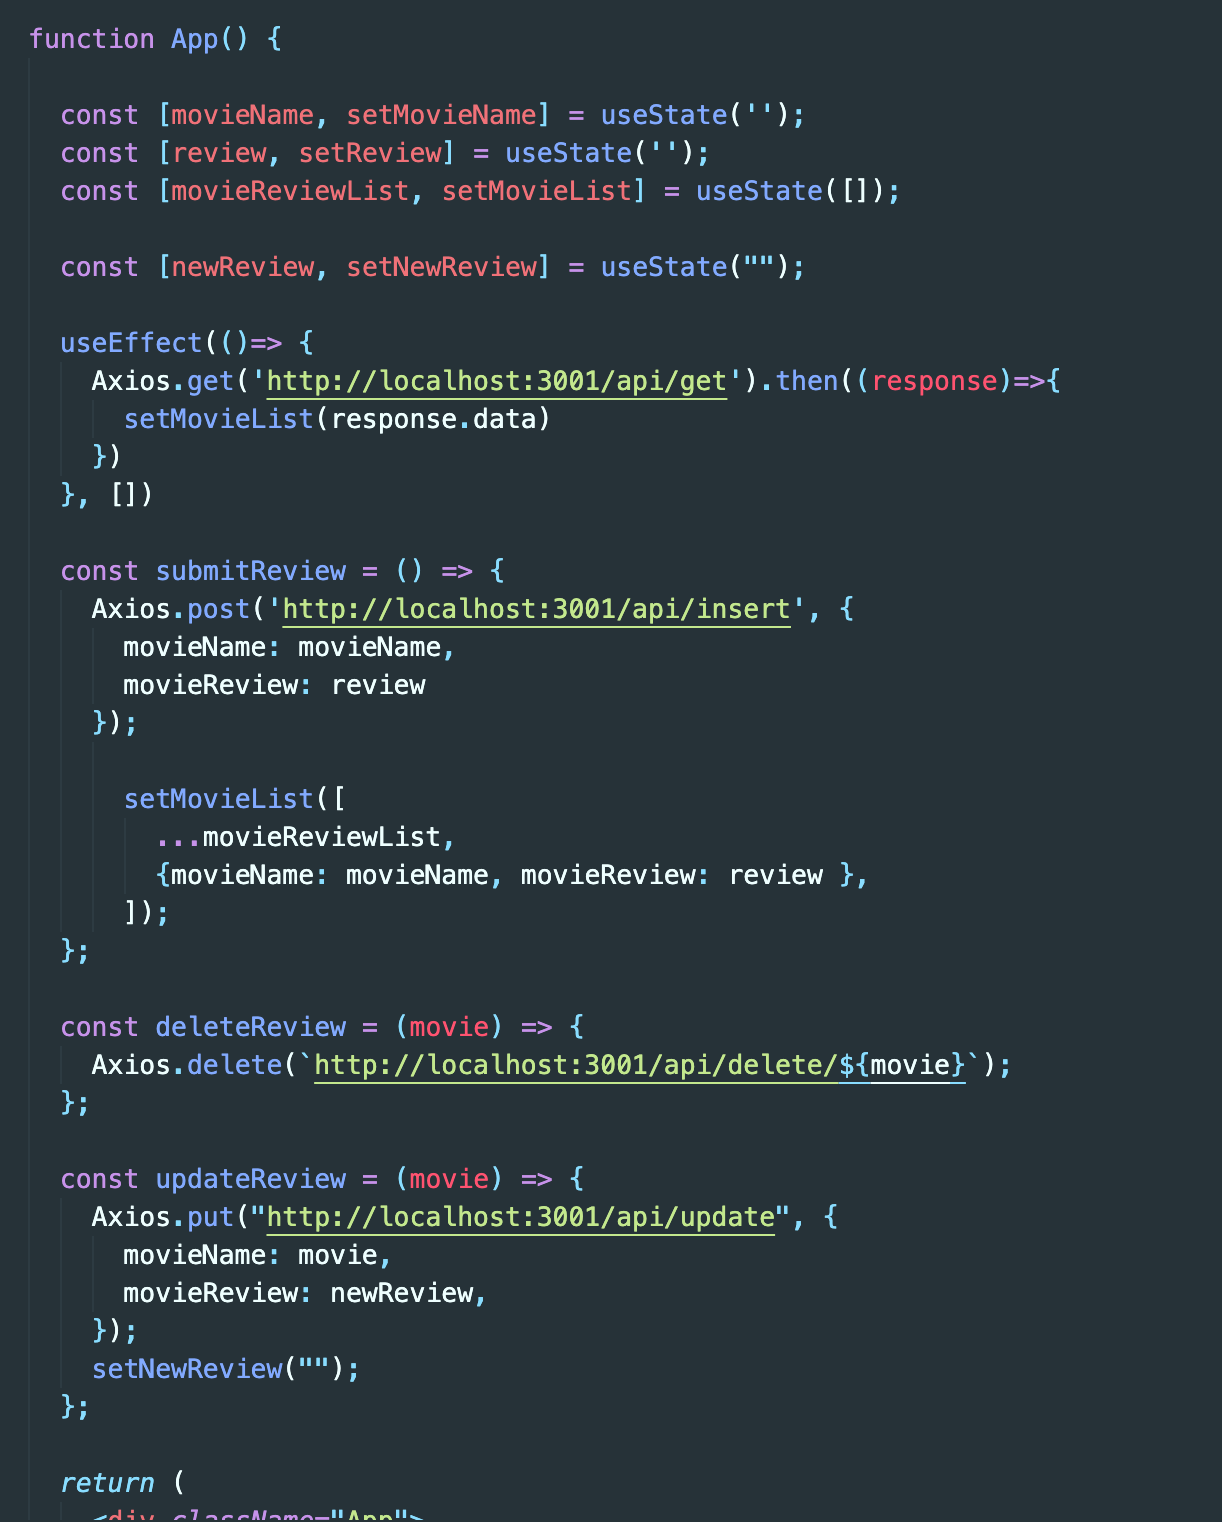 function App() {
const [movieName, setMovieName] = useState('');
const [review, setReview] = useState('');
const [movieReviewList, setMovieList] = useState([]);
const [newReview, setNewReview] = useState("");
useEffect(()=> {
Axios.get('http://localhost:3001/api/get').then((response)=>{
setMovieList(response.data)
})
}, [])
const submitReview = () => {
Axios.post('http://localhost:3001/api/insert', {
movieName: movieName,
movieReview: review
});
setMovieList([
...movieReviewList,
{movieName: movieName, movieReview: review },
]);
};
const deleteReview = (movie) => {
Axios.delete(`http://localhost:3001/api/delete/${movie}`);
};
const updateReview = (movie) => {
Axios.put("http://localhost:3001/api/update", {
movieName: movie,
movieReview: newReview,
});
setNewReview("");
};
return (
<div className="App">